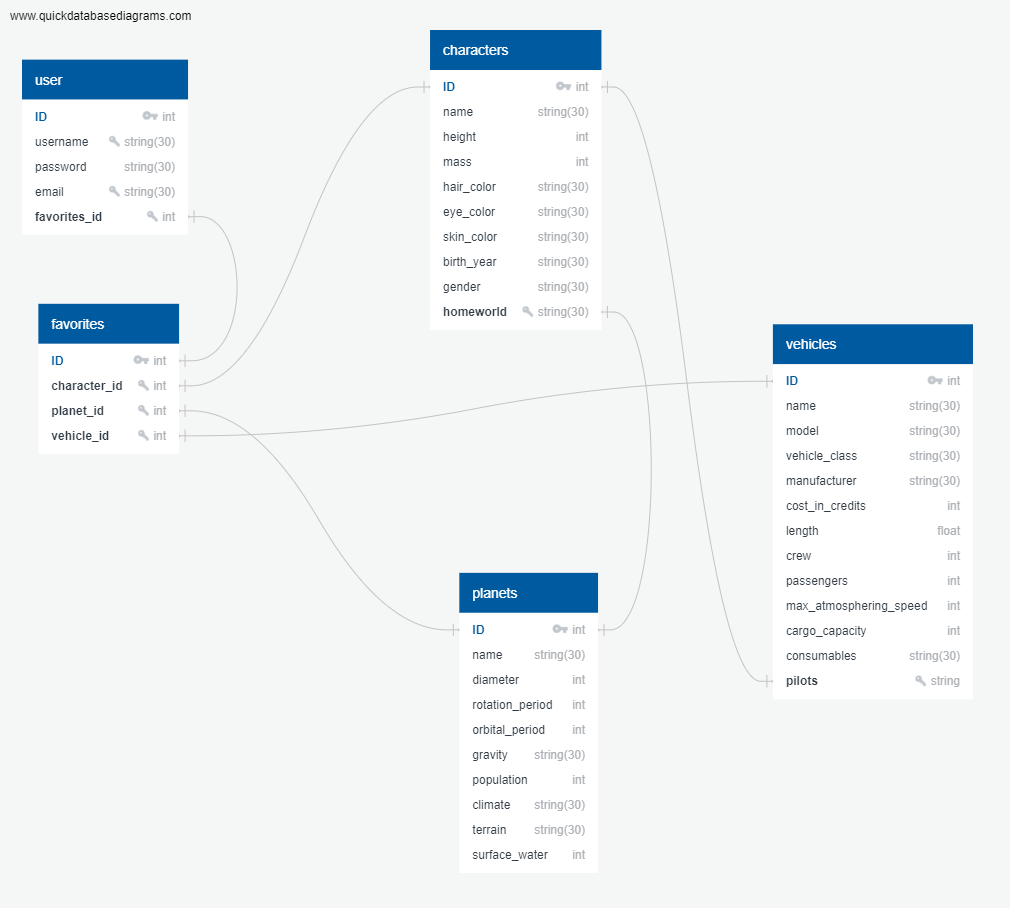 www.quickdatabasediagrams.com
user
ID int
username string(30)
password string(30)
email string(30)
favorites_id int
favorites
ID int
character_id int
planet_id int
vehicle_id int
characters
ID int
name string(30)
height int
mass int
hair_color string(30)
eye_color string(30)
skin_color string(30)
birth_year string(30)
gender string(30)
homeworld string(30)
planets
ID int
name string(30)
diameter int
rotation_period int
orbital_period int
gravity string(30)
population int
climate string(30)
terrain string(30)
surface_water int
vehicles
ID int
name string(30)
model string(30)
vehicle_class string(30)
manufacturer string(30)
cost_in_credits int
length float
crew int
passengers int
max_atmosphering_speed int
cargo_capacity int
consumables string(30)
pilots string